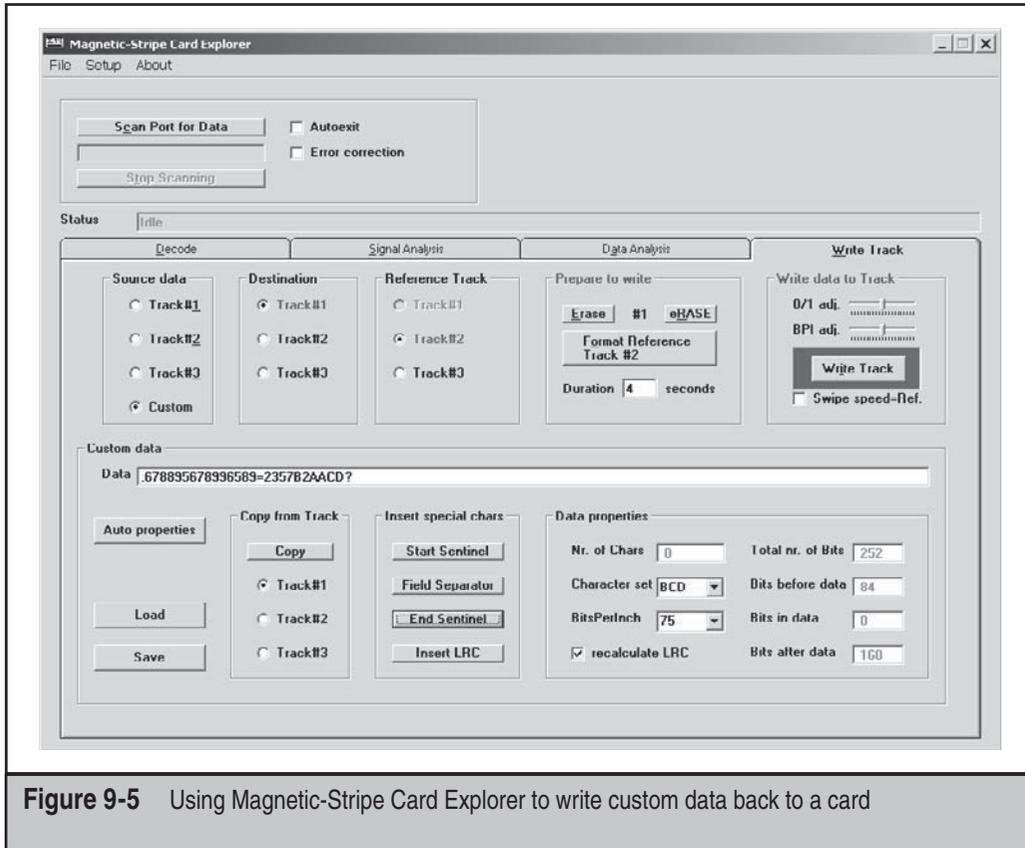 Magnetic-Stripe Card Explorer
File Setup About
Scan Port for Data
Autoexit
Error correction
Stop Scanning
Status Idle
Decode Signal Analysis Data Analysis Write Track
Source data
Track#1
Track#2
Track#3
Custom
Destination
Track#1
Track#2
Track#3
Reference Track
Track#1
Track#2
Track#3
Prepare to write
Erase #1 eRASE
Format Reference
Track #2
Duration 4 seconds
Write data to Track
0/1 adj.
BPI adj.
Write Track
Swipe speed=Ref.
Custom data
Data .678895678996589=2357B2AACD?
Auto properties
Load
Save
Copy from Track
Copy
Track#1
Track#2
Track#3
Insert special chars
Start Sentinel
Field Separator
End Sentinel
Insert LRC
Data properties
Nr. of Chars 0 Total nr. of Bits 252
Character set BCD Bits before data 84
BitsPerInch 75 Bits in data 0
recalculate LRC Bits after data 160
Figure 9-5 Using Magnetic-Stripe Card Explorer to write custom data back to a card